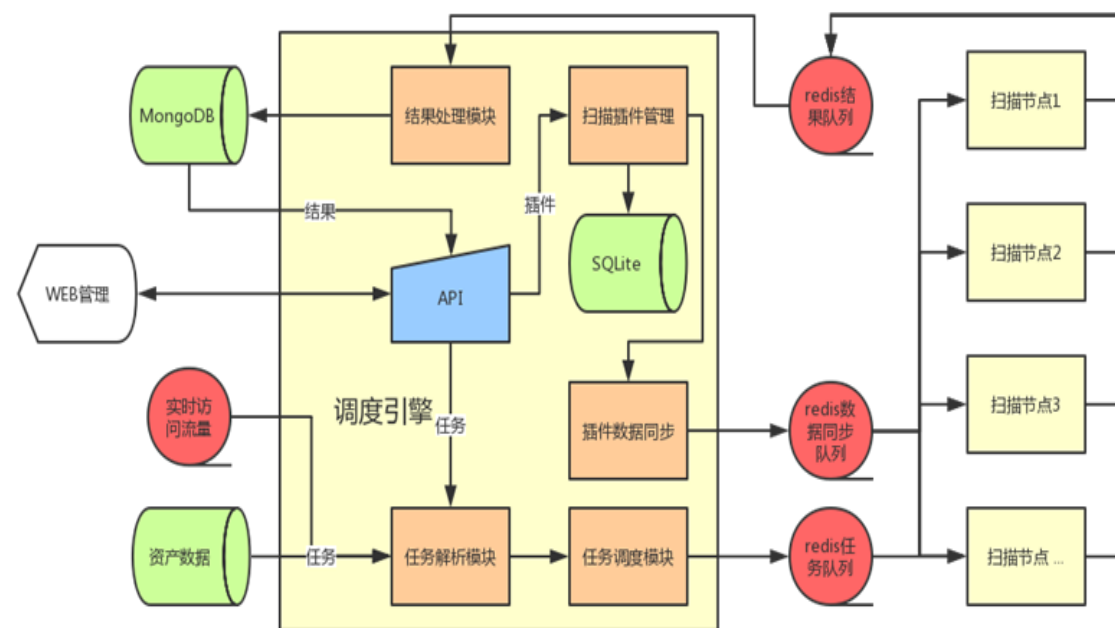 redis结
果队列
扫描节点1
MongoDB
结果处理模块
扫描插件管理
结果
插件
扫描节点2
SQLite
WEB管理
API
实时访
问流量
调度引擎
任务
插件数据同步
redis数
据同步
队列
扫描节点3
资产数据
任务
任务解析模块
任务调度模块
redis任
务队列
扫描节点 ...